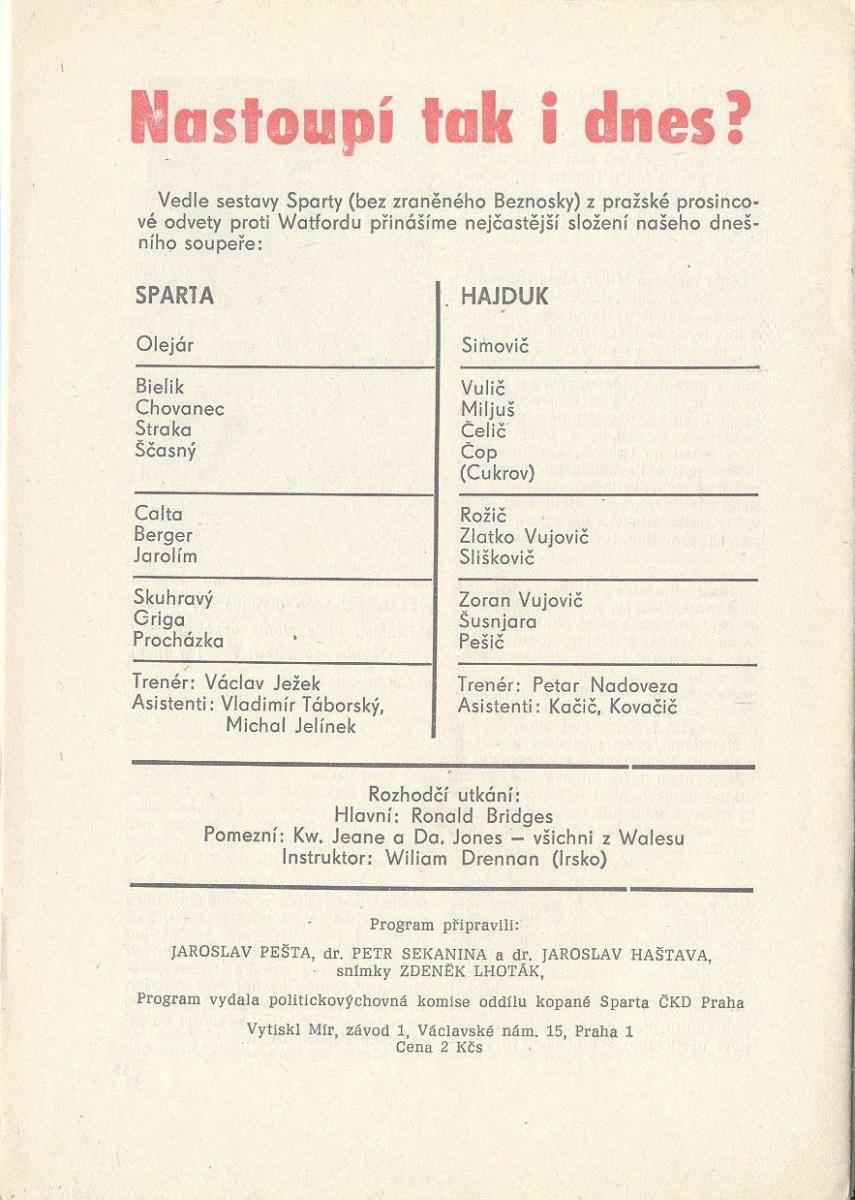 Nastoupí tak i dnes?
Vedle sestavy Sparty (bez zraněného Beznosky) z pražské prosinco-
vé odvety proti Watfordu přinášíme nejčastější složení našeho dneš-
ního soupeře:
SPARTA
Olejár
Bielik
Chovanec
Straka
Ščasný
Calta
Berger
Jarolím
Skuhravý
Griga
Procházka
Trenér: Václav Ježek
Asistenti: Vladimír Táborský,
Michal Jelínek
HAJDUK
Simovič
Vulič
Miljuš
Čelič
Čop
(Cukrov)
Rožič
Zlatko Vujovič
Sliškovič
Zoran Vujovič
Šusnjara
Pešič
Trenér: Petar Nadoveza
Asistenti: Kačič, Kovačič
Rozhodčí utkání:
Hlavní: Ronald Bridges
Pomezní: Kw. Jeane a Da. Jones — všichni z Walesu
Instruktor: Wiliam Drennan (Irsko)
Program připravili:
JAROSLAV PEŠTA, dr. PETR SEKANINA a dr. JAROSLAV HAŠTAVA,
snímky ZDENĚK LHOTÁK,
Program vydala politickovýchovná komise oddílu kopané Sparta ČKD Praha
Vytiskl Mír, závod 1, Václavské nám. 15, Praha 1
Cena 2 Kčs